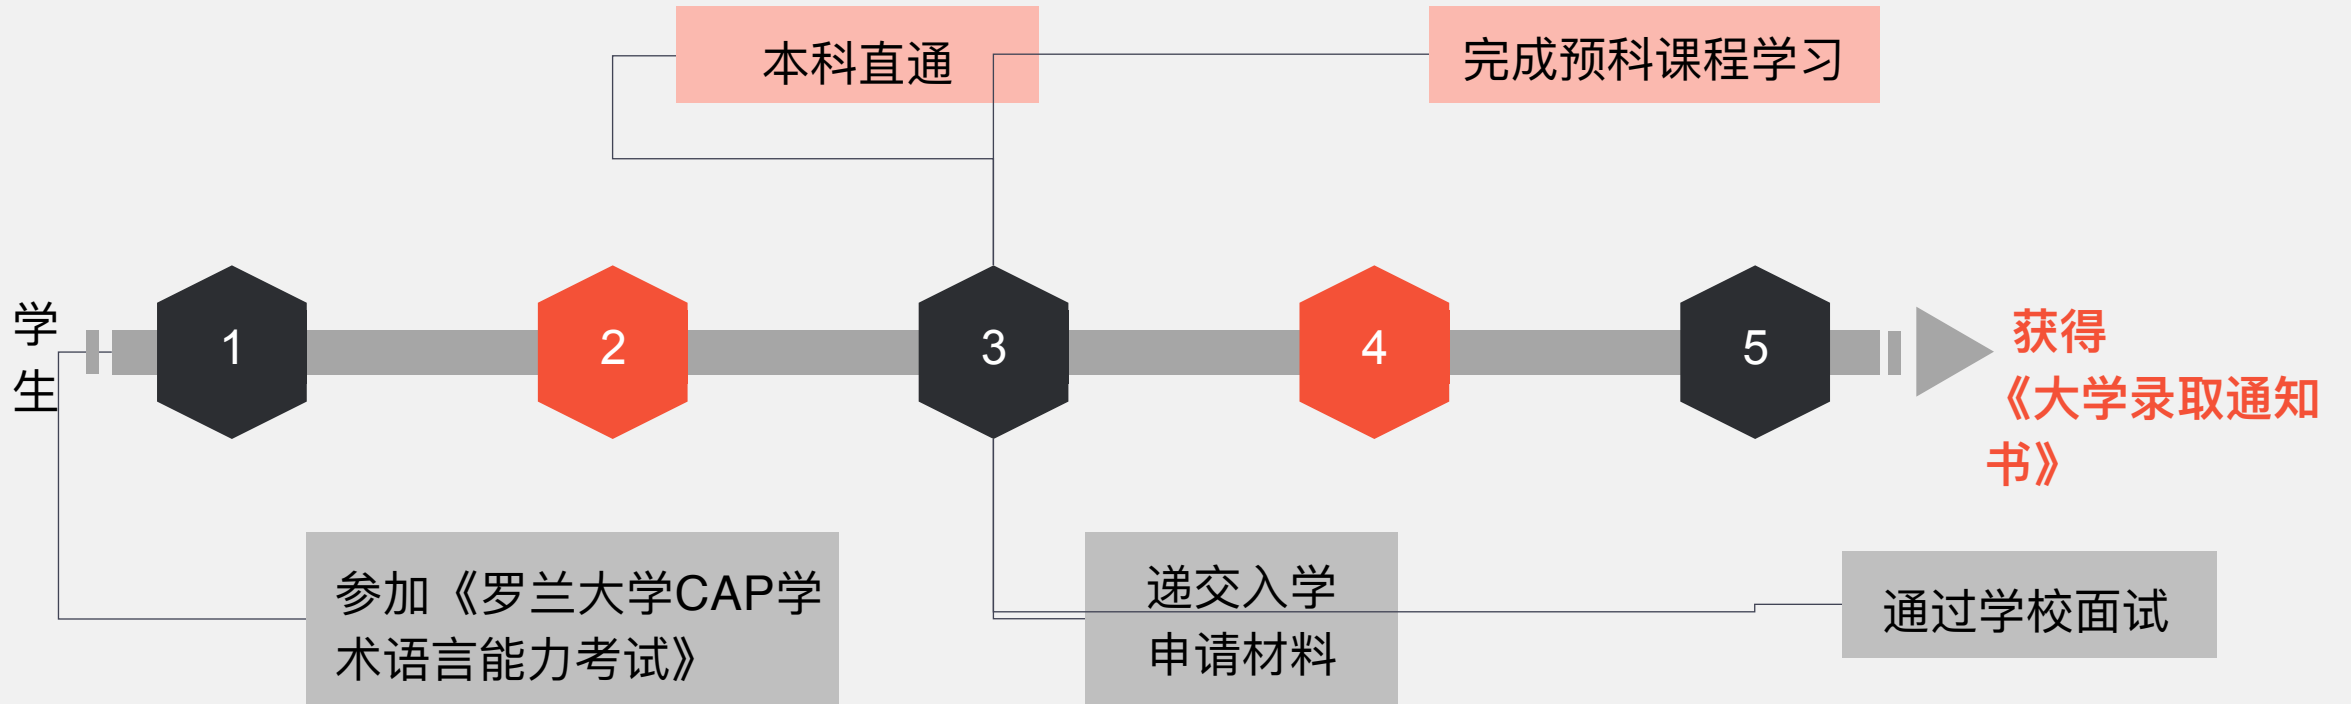 本科直通
完成预科课程学习
学
生
1
2
3
4
5
获得
《大学录取通知
书》
参加《罗兰大学CAP学
术语言能力考试》
递交入学
申请材料
通过学校面试